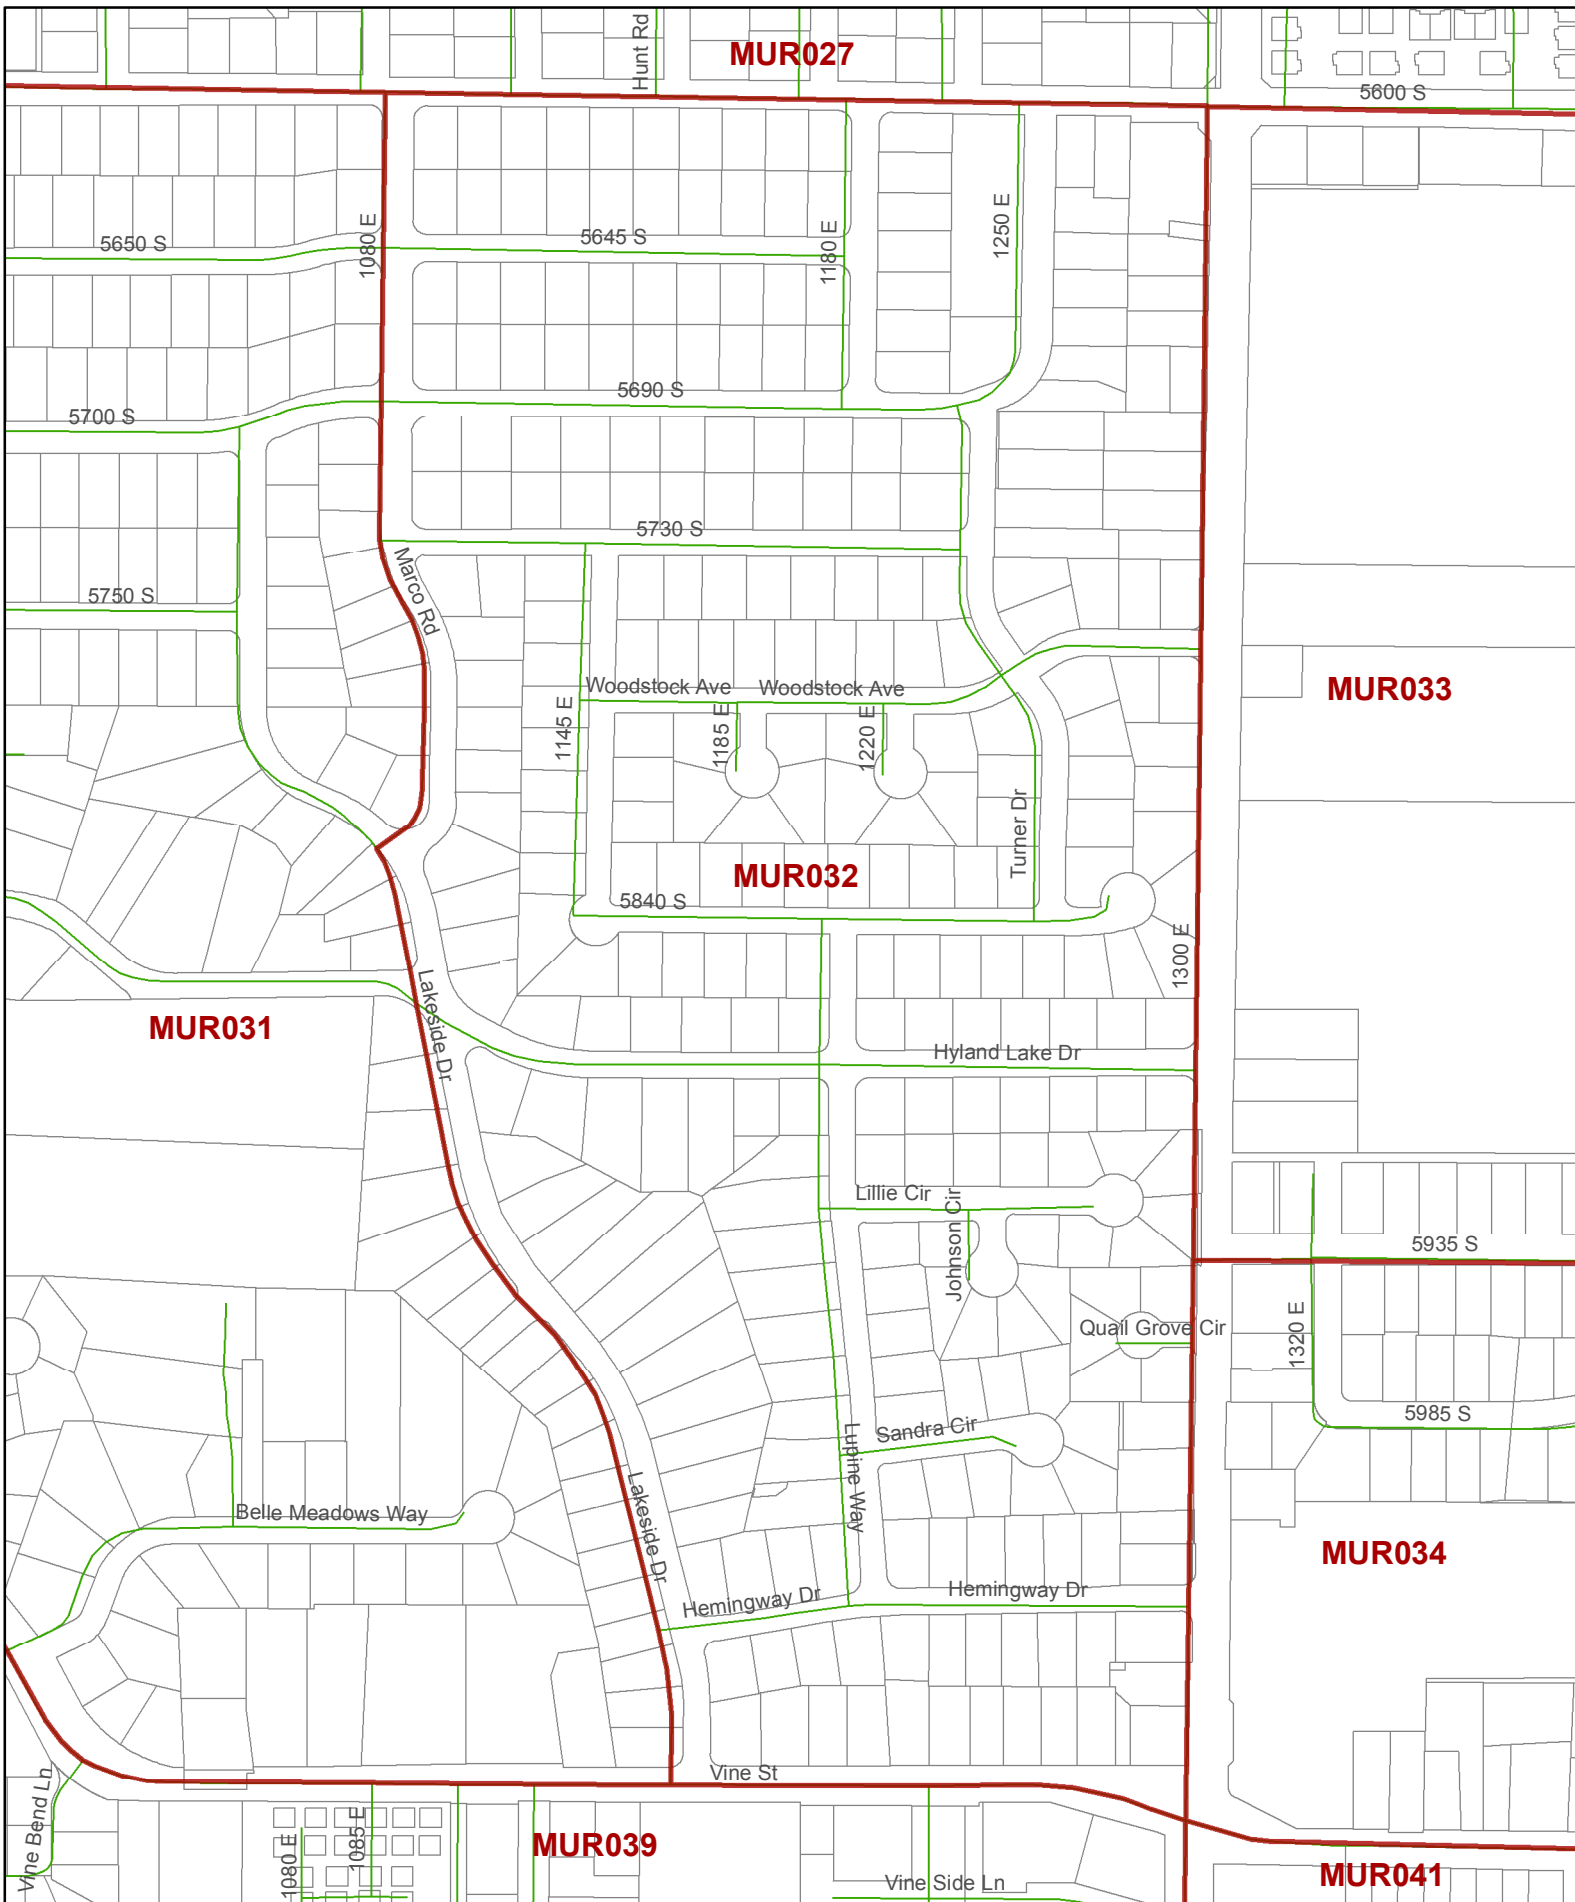 Hunt Rd
MUR027
5600 S
1080 E
5650 S
5645 S
1180 E
1250 E
5690 S
5700 S
5730 S
Marco Rd
5750 S
Woodstock Ave
Woodstock Ave
MUR033
1145 E
1185 E
1220 E
Turner Dr
MUR032
5840 S
1300 E
Lakeside Dr
MUR031
Hyland Lake Dr
Lillie Cir
Johnson Cir
5935 S
Quail Grove Cir
1320 E
5985 S
Sandra Cir
Lupine Way
Lakeside Dr
Belle Meadows Way
MUR034
Hemingway Dr
Hemingway Dr
Vine St
Vine Bend Ln
1080 E
1085 E
MUR039
Vine Side Ln
MUR041